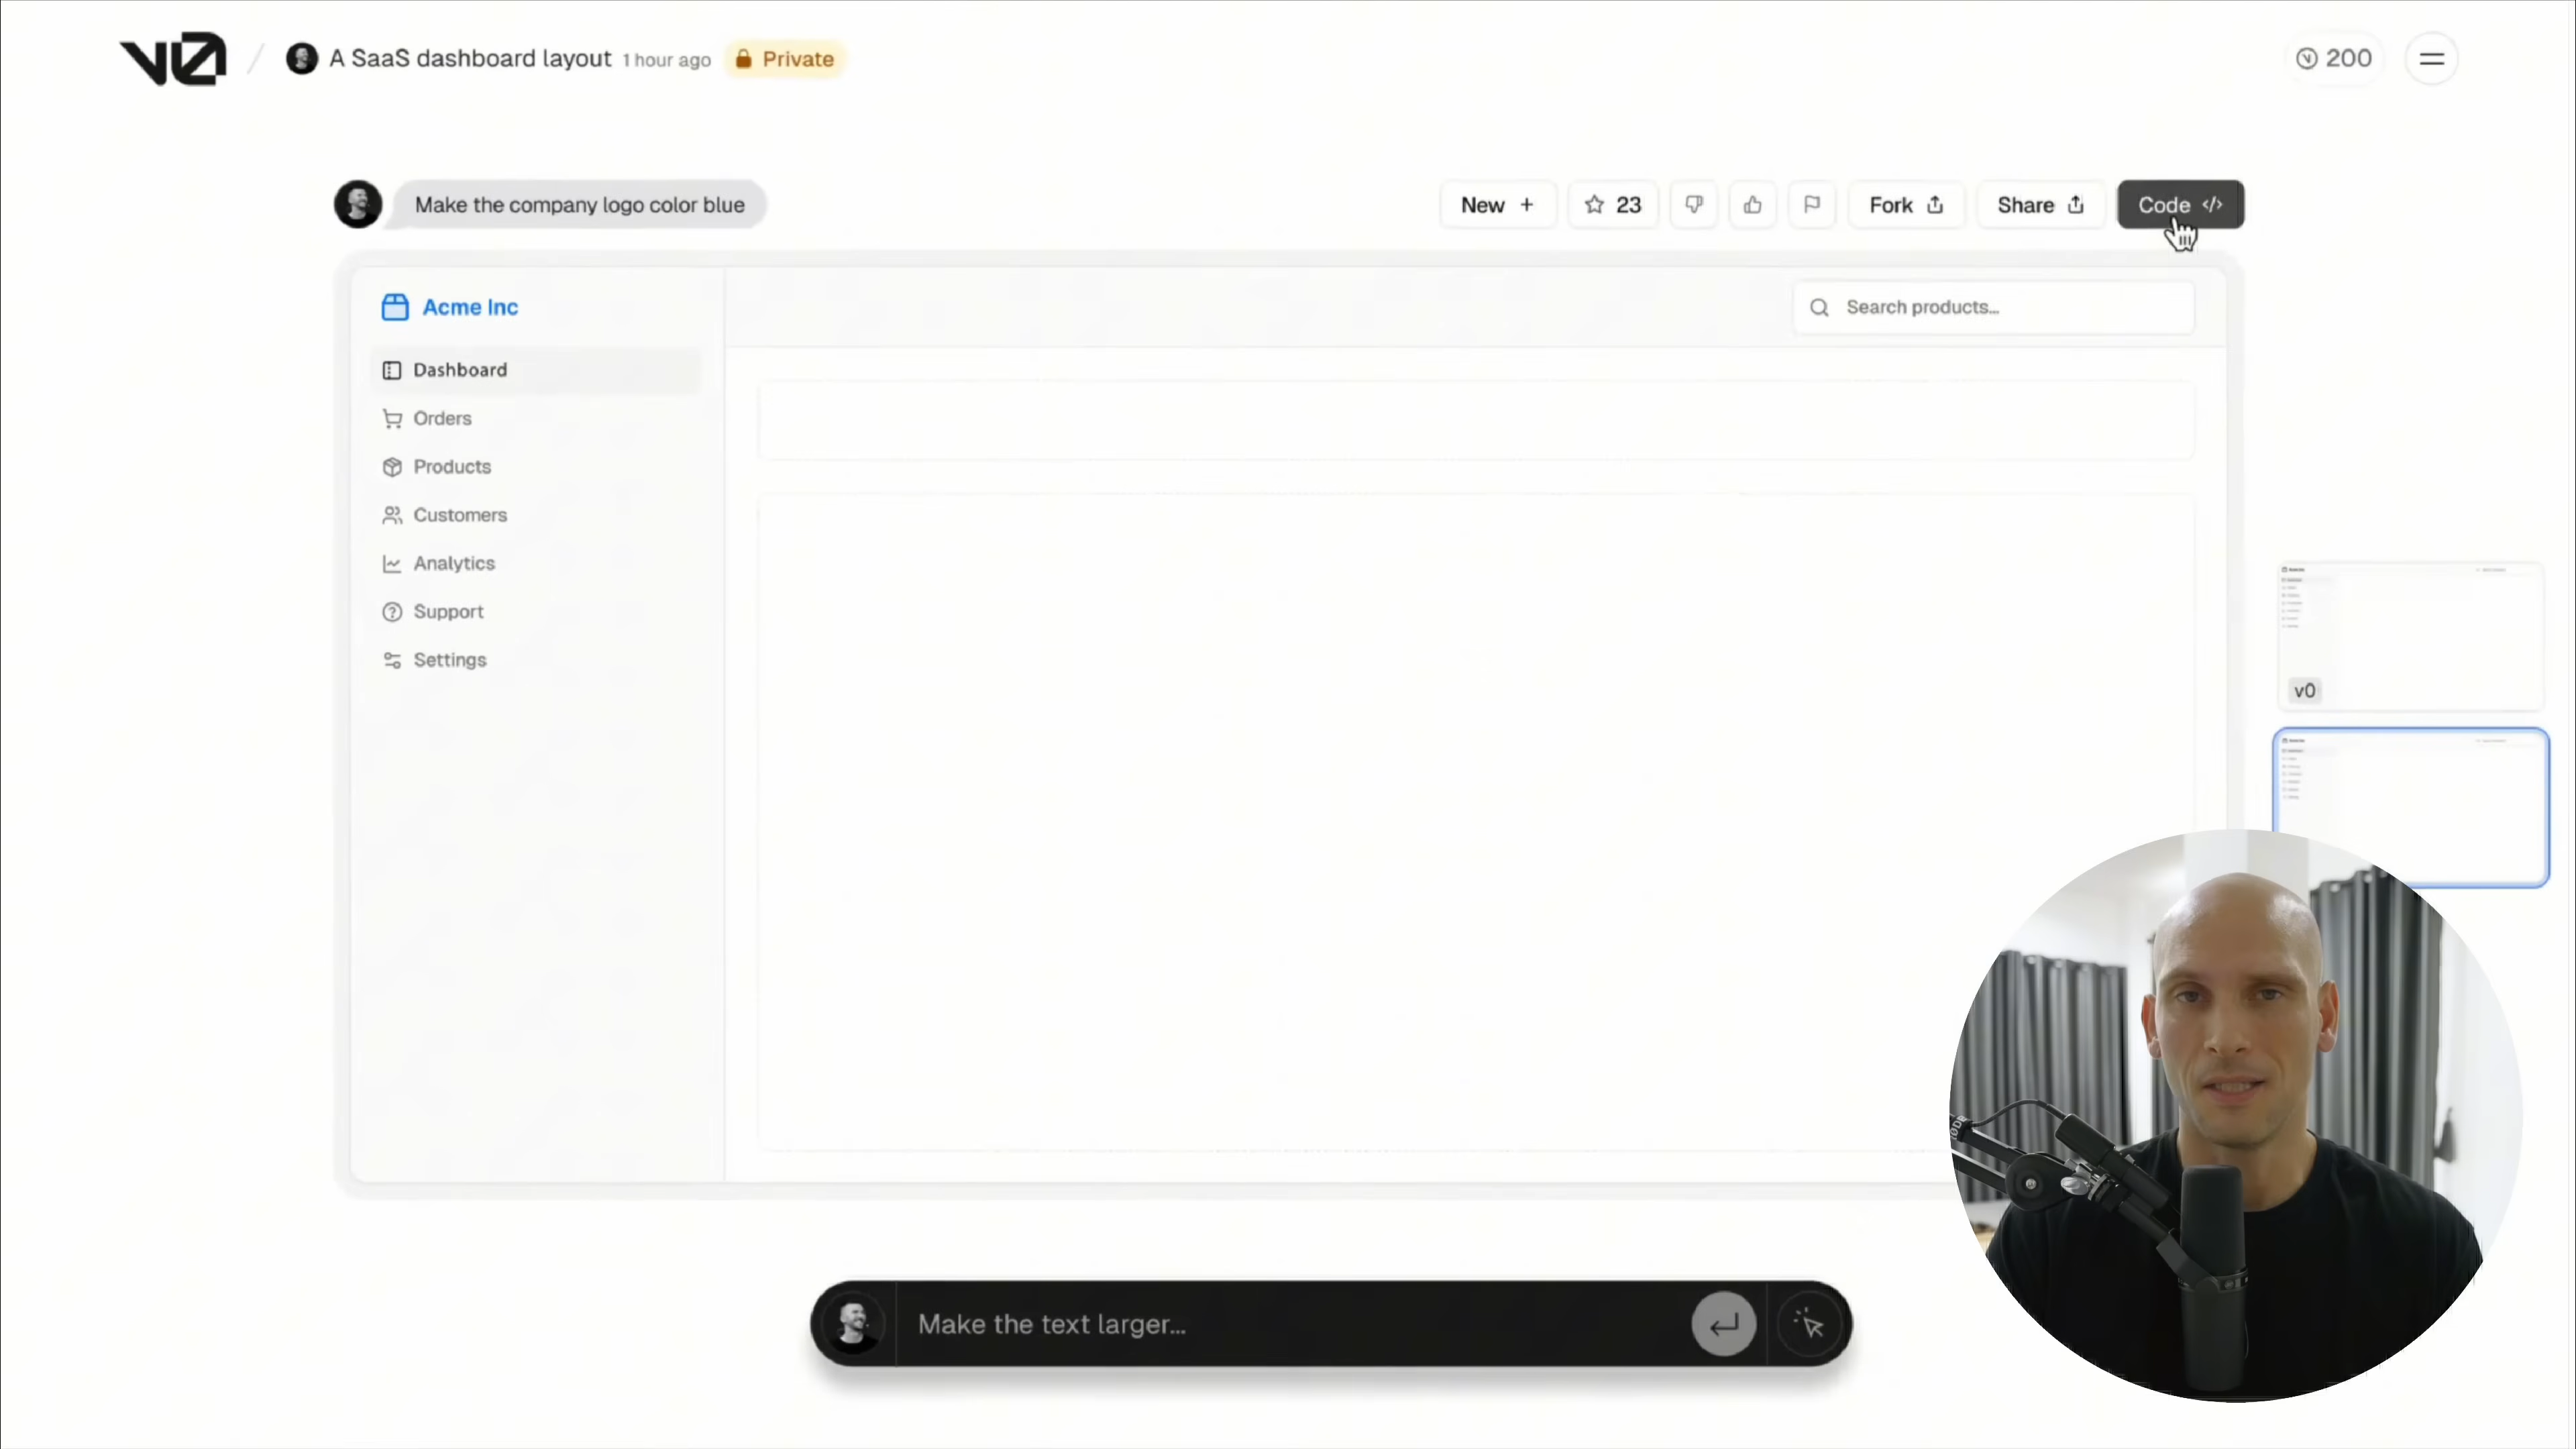 v0 / A SaaS dashboard layout 1 hour ago Private 200
Make the company logo color blue
New + 23 Fork Share Code </>
Acme Inc
Search products...
Dashboard
Orders
Products
Customers
Analytics
Support
Settings
v0
Make the text larger...